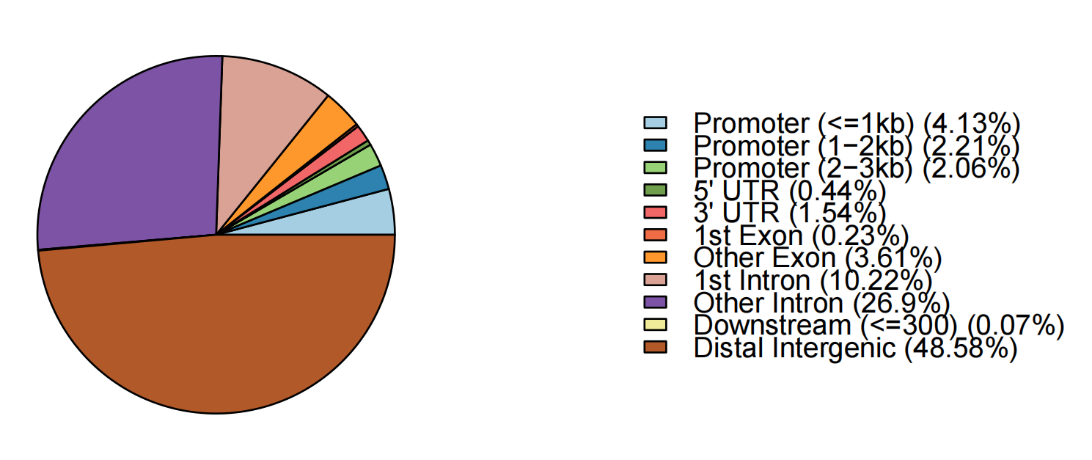 Promoter (<=1kb) (4.13%)
Promoter (1−2kb) (2.21%)
Promoter (2−3kb) (2.06%)
5' UTR (0.44%)
3' UTR (1.54%)
1st Exon (0.23%)
Other Exon (3.61%)
1st Intron (10.22%)
Other Intron (26.9%)
Downstream (<=300) (0.07%)
Distal Intergenic (48.58%)